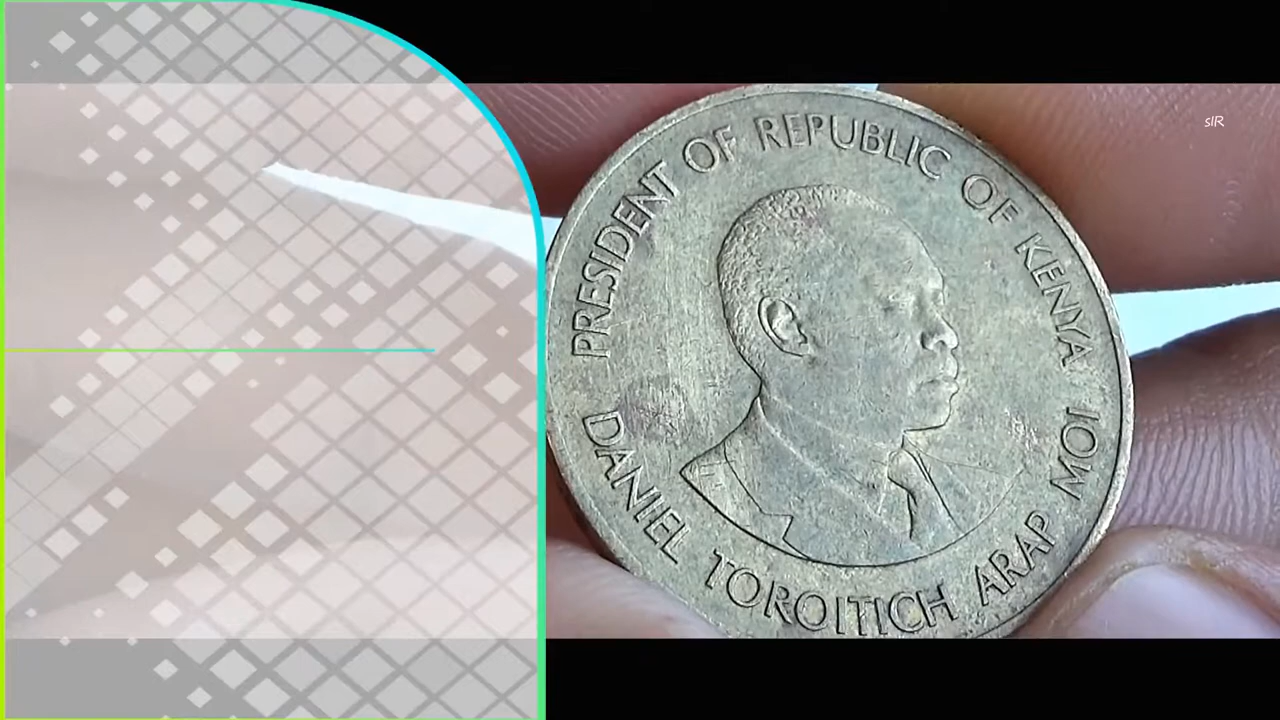 PRESIDENT OF REPUBLIC OF KENYA
DANIEL TOROITICH ARAP MOI
sIR